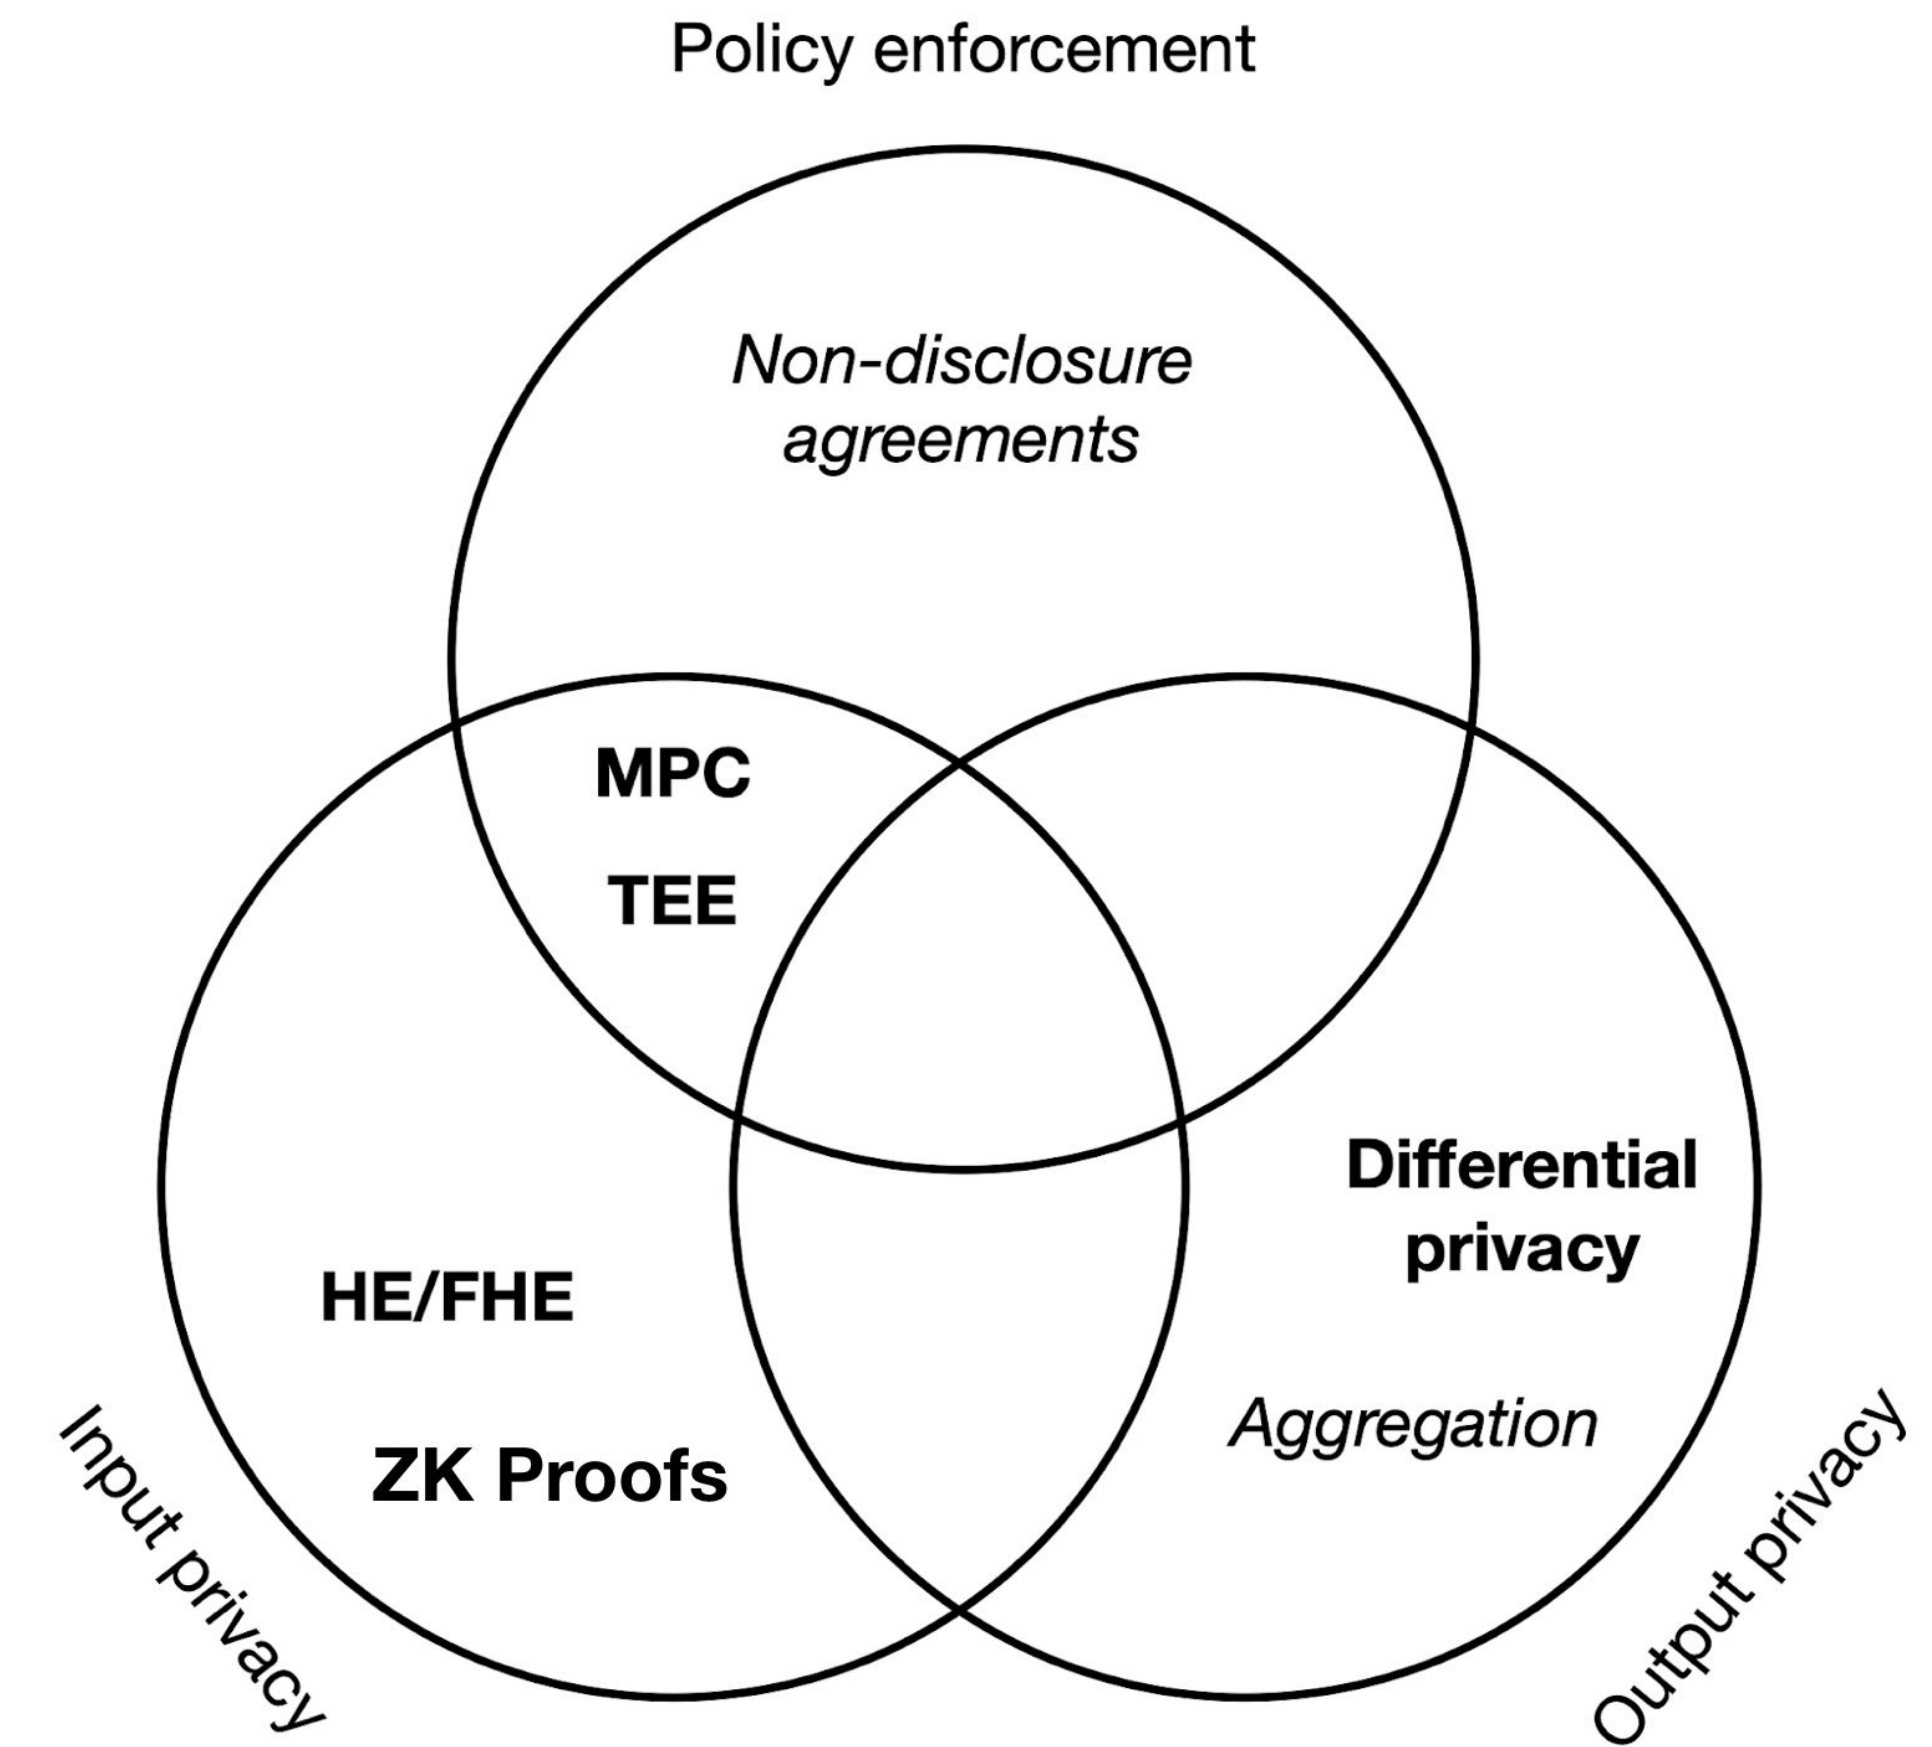 Policy enforcement
Non-disclosure
agreements
MPC
TEE
Differential
privacy
HE/FHE
Aggregation
ZK Proofs
Input privacy
Output privacy